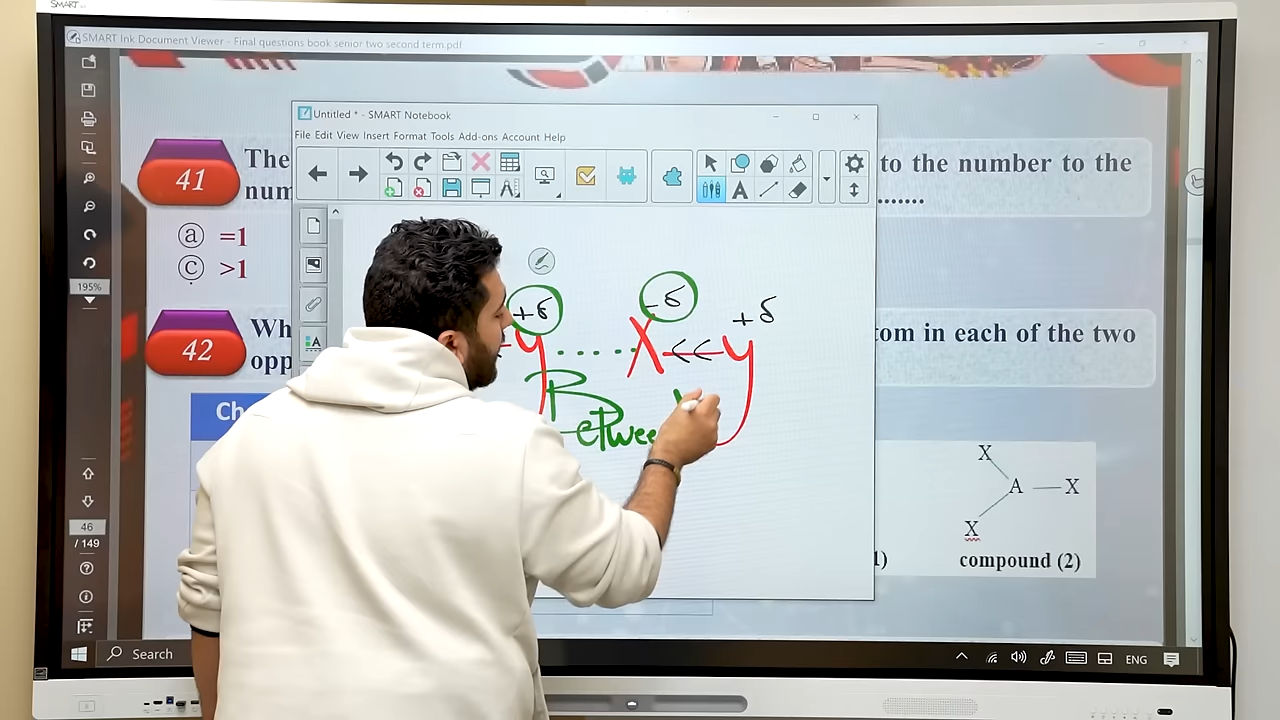 SMART
SMART Ink Document Viewer - Final questions book senior two second term.pdf
Untitled * - SMART Notebook
File Edit View Insert Format Tools Add-ons Account Help
41 The to the number to the
num ........
ⓐ =1
ⓒ >1
195%
+δ -δ +δ
y ..... X y
Between
42 Wh tom in each of the two
opp
Ch
X
A — X
X
1) compound (2)
46
/ 149
Search
ENG